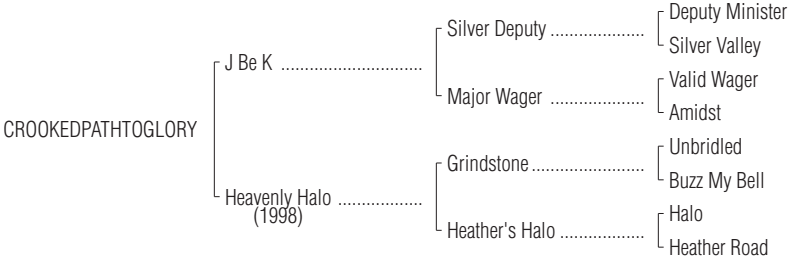 Deputy Minister
Silver Deputy ....................
Silver Valley
J Be K ..............................
Valid Wager
Major Wager ....................
Amidst
CROOKEDPATHTOGLORY
Unbridled
Grindstone........................
Buzz My Bell
Heavenly Halo ..................
(1998)
Halo
Heather's Halo ..................
Heather Road